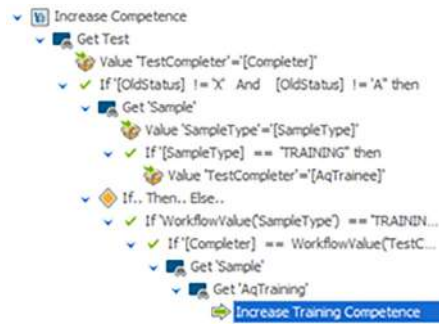 Increase Competence
Get Test
Value 'TestCompleter'='[Completer]'
If '[OldStatus] != 'X' And [OldStatus] != 'A'' then
Get 'Sample'
Value 'SampleType'='[SampleType]'
If '[SampleType] == "TRAINING"' then
Value 'TestCompleter'='[AqTrainee]'
If.. Then.. Else..
If 'WorkflowValue('SampleType') == 'TRAININ...
If '[Completer] == WorkflowValue('TestC...
Get 'Sample'
Get 'AqTraining'
Increase Training Competence